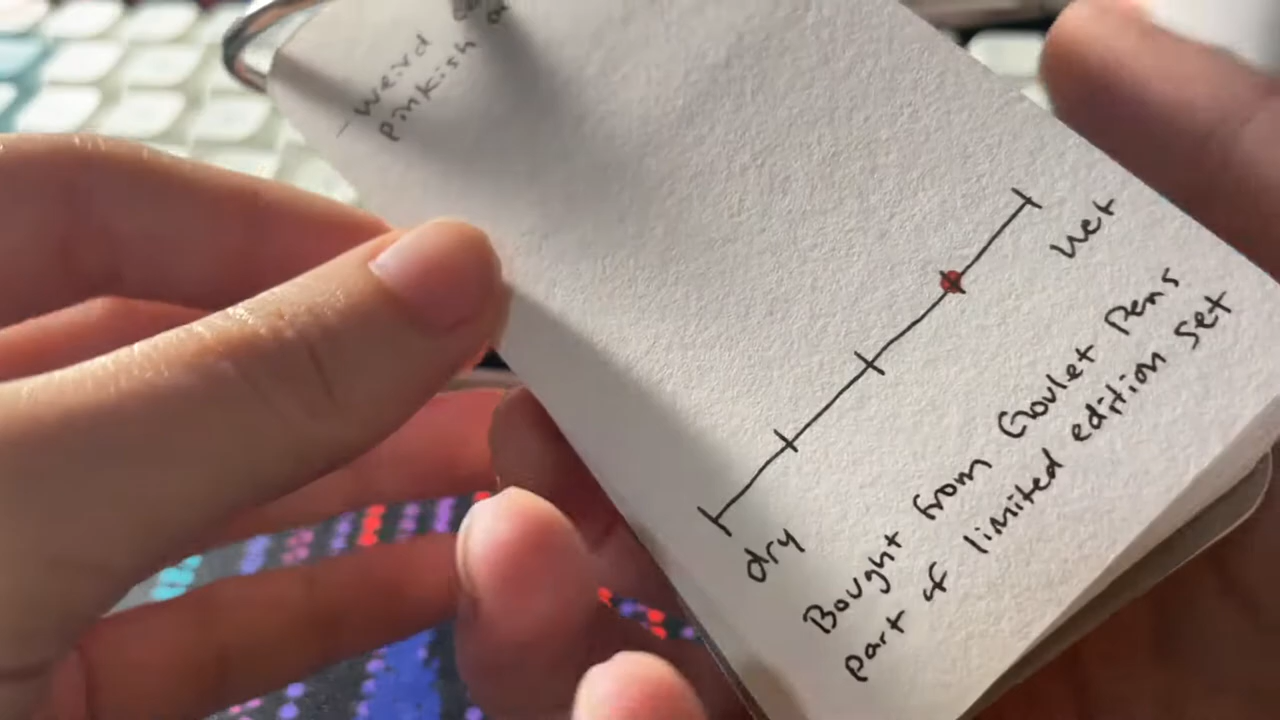 - weird
pinkish
dry
wet
Bought from Goulet Pens
part of limited edition set